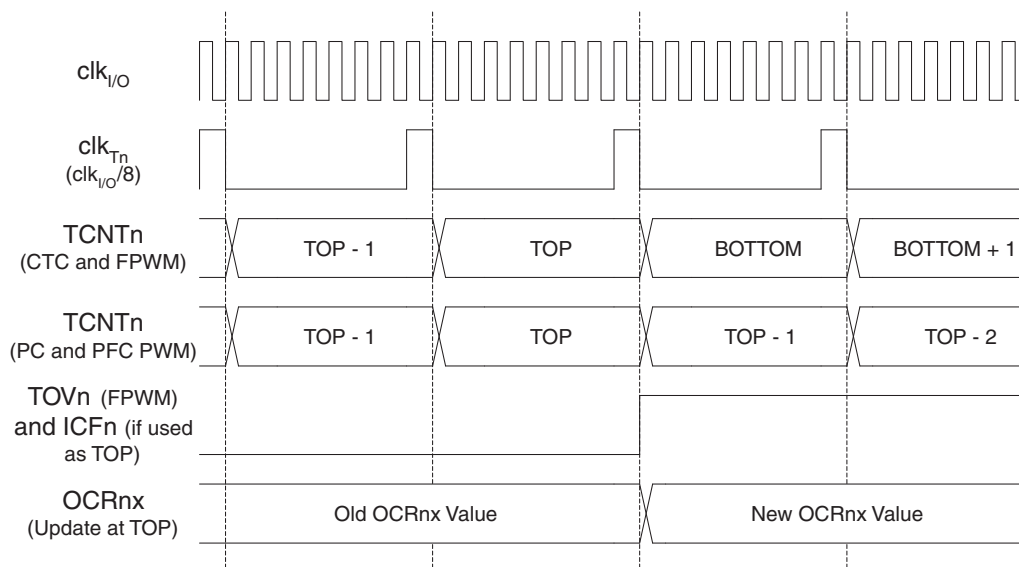 clkI/O
clkTn
(clkI/O/8)
TCNTn
(CTC and FPWM)
TOP - 1
TOP
BOTTOM
BOTTOM + 1
TCNTn
(PC and PFC PWM)
TOP - 1
TOP
TOP - 1
TOP - 2
TOVn (FPWM)
and ICFn (if used
as TOP)
OCRnx
(Update at TOP)
Old OCRnx Value
New OCRnx Value